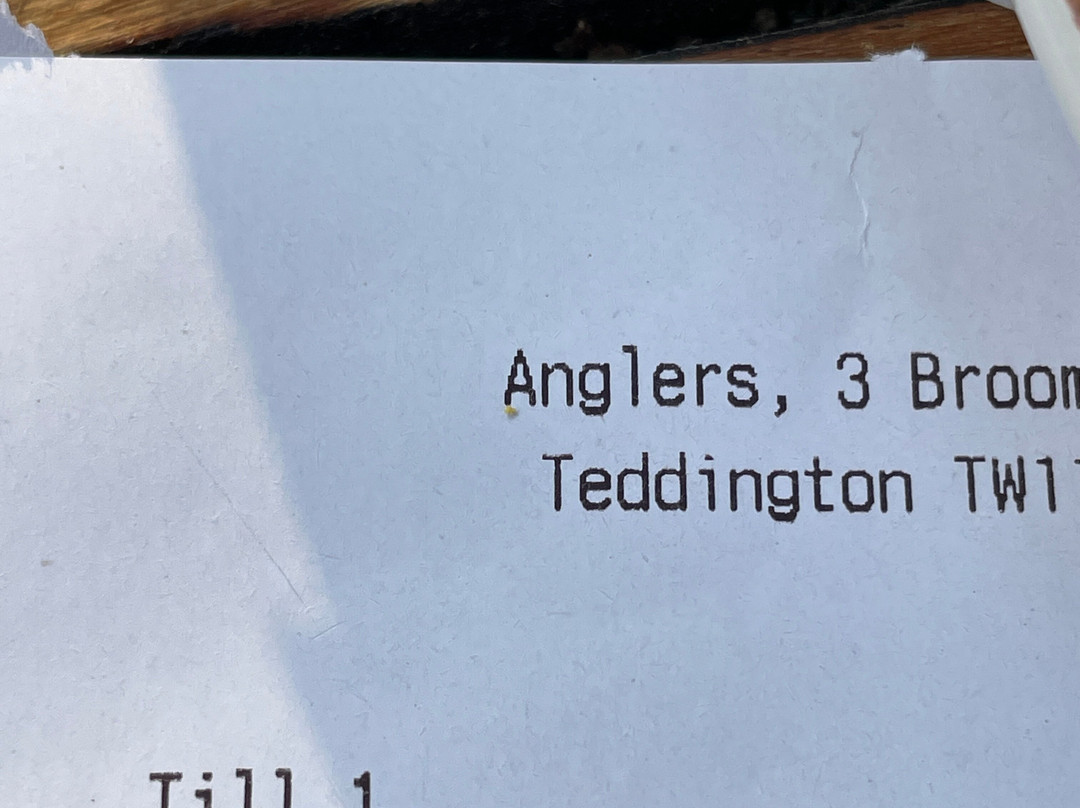 Anglers, 3 Broom
Teddington TW1
Till 1